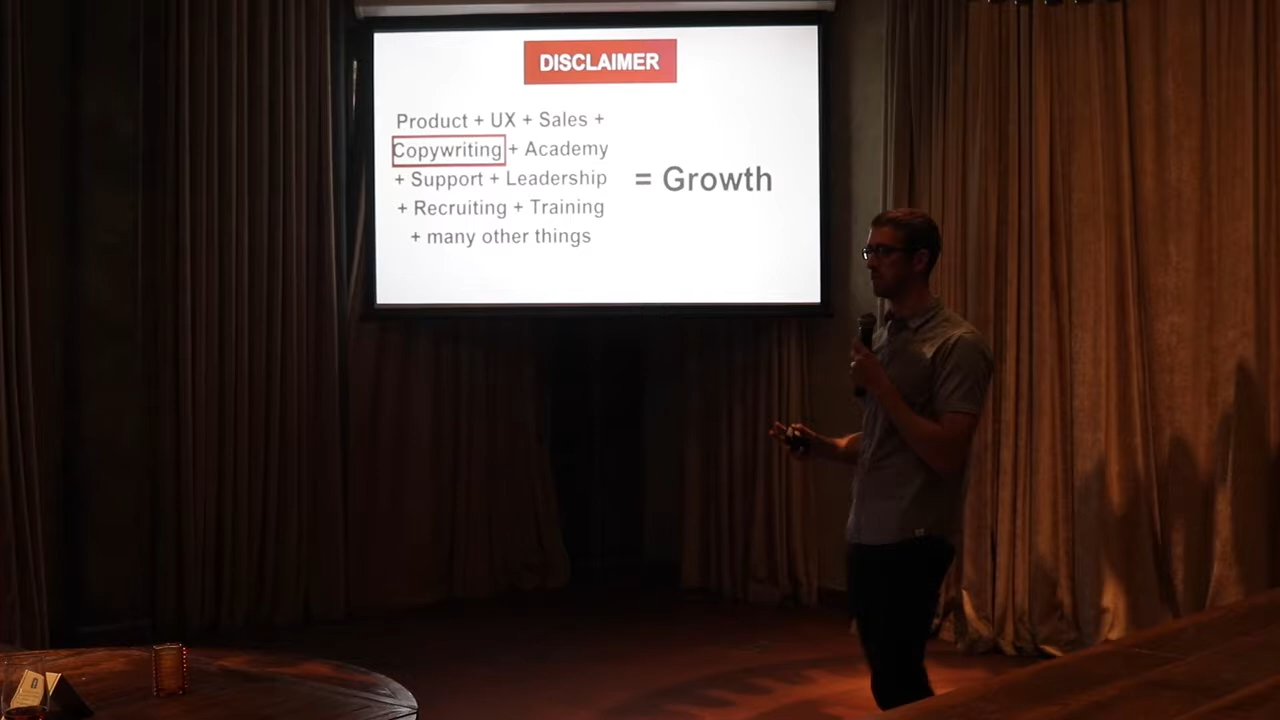 DISCLAIMER
Product + UX + Sales +
Copywriting + Academy
+ Support + Leadership
+ Recruiting + Training
+ many other things
= Growth